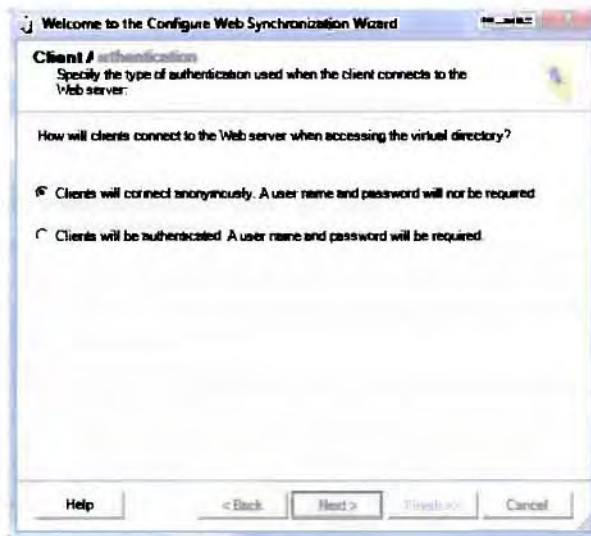 Welcome to the Configure Web Synchronization Wizard
Client Authentication
Specify the type of authentication used when the client connects to the
Web server:
How will clients connect to the Web server when accessing the virtual directory?
Clients will connect anonymously. A user name and password will not be required
Clients will be authenticated. A user name and password will be required.
Help
< Back
Next >
Finish >>
Cancel